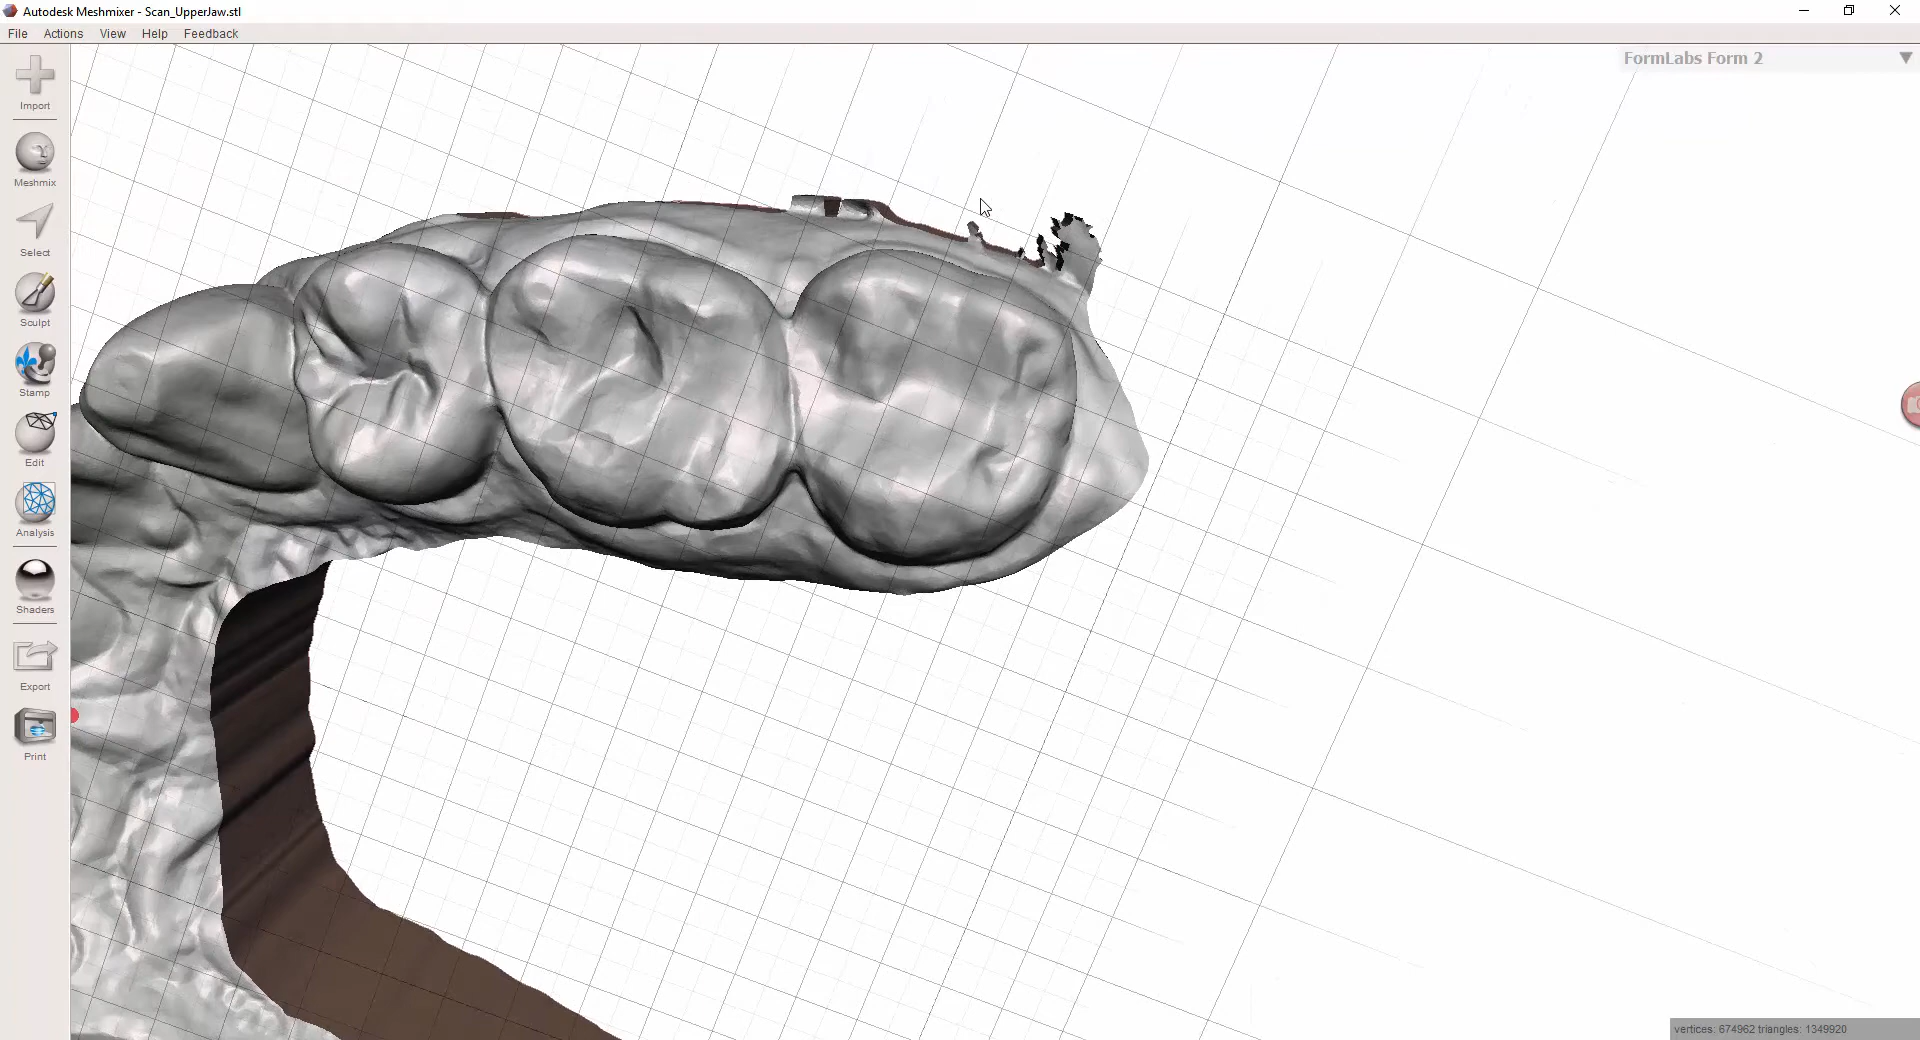 Autodesk Meshmixer - Scan_UpperJaw.stl
File Actions View Help Feedback
FormLabs Form 2
Import
Meshmix
Select
Sculpt
Stamp
Edit
Analysis
Shaders
Export
Print
vertices: 674962 triangles: 1349920